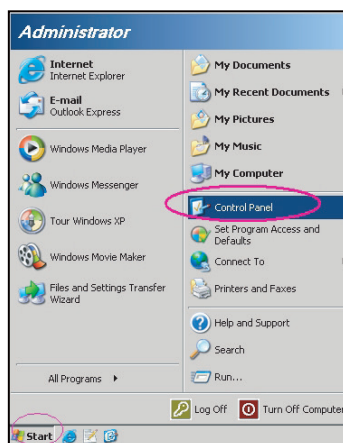 Administrator
Internet
Internet Explorer
E-mail
Outlook Express
Windows Media Player
Windows Messenger
Tour Windows XP
Windows Movie Maker
Files and Settings Transfer
Wizard
All Programs
My Documents
My Recent Documents
My Pictures
My Music
My Computer
Control Panel
Set Program Access and
Defaults
Connect To
Printers and Faxes
Help and Support
Search
Run...
Log Off
Turn Off Computer
Start